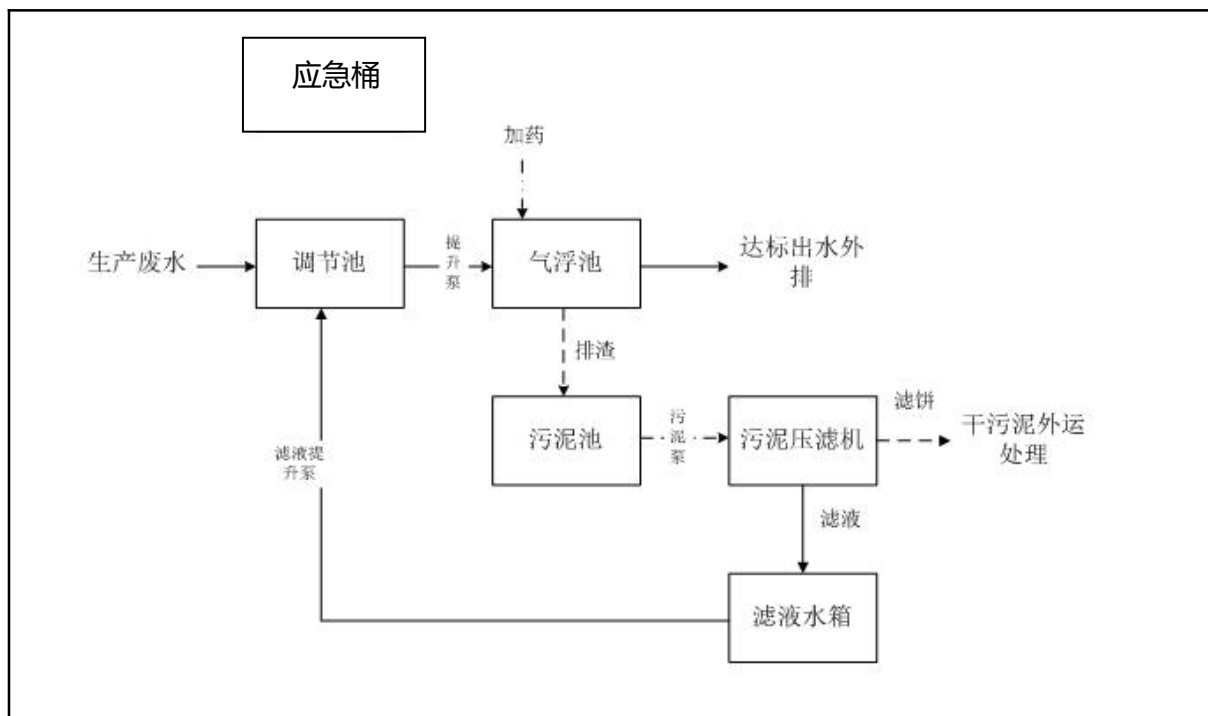 应急桶
加药
生产废水
调节池
提
升
泵
气浮池
达标出水外
排
排渣
滤液提
升泵
污泥池
污
泥
泵
污泥压滤机
滤饼
干污泥外运
处理
滤液
滤液水箱